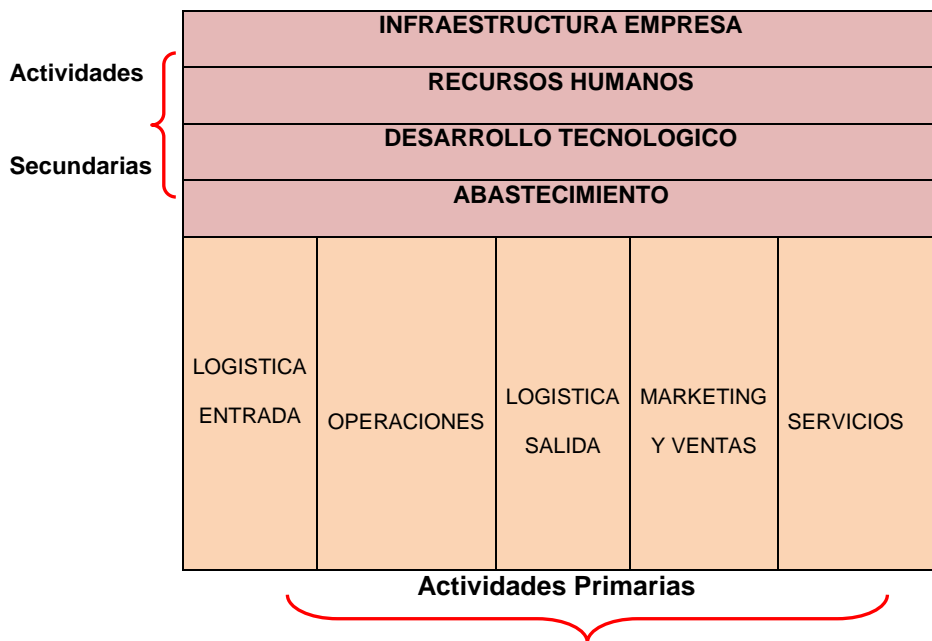 INFRAESTRUCTURA EMPRESA
Actividades
RECURSOS HUMANOS
DESARROLLO TECNOLOGICO
Secundarias
ABASTECIMIENTO
LOGISTICA
ENTRADA
OPERACIONES
LOGISTICA
SALIDA
MARKETING
Y VENTAS
SERVICIOS
Actividades Primarias